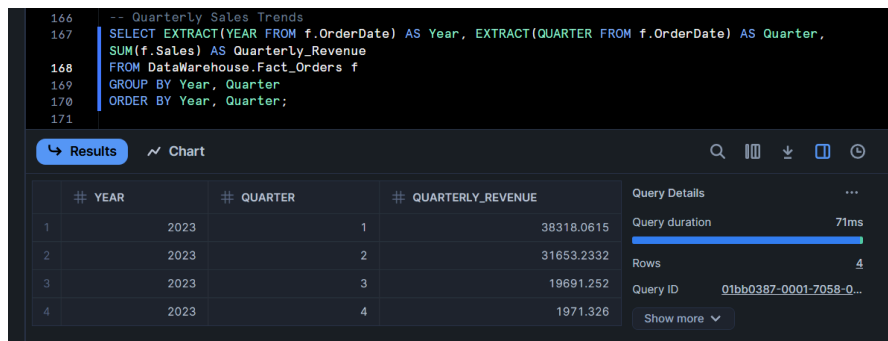 166 -- Quarterly Sales Trends
167 SELECT EXTRACT(YEAR FROM f.OrderDate) AS Year, EXTRACT(QUARTER FROM f.OrderDate) AS Quarter,
SUM(f.Sales) AS Quarterly_Revenue
168 FROM DataWarehouse.Fact_Orders f
169 GROUP BY Year, Quarter
170 ORDER BY Year, Quarter;
171
Results Chart
# YEAR # QUARTER # QUARTERLY_REVENUE
1 2023 1 38318.0615
2 2023 2 31653.2332
3 2023 3 19691.252
4 2023 4 1971.326
Query Details ...
Query duration 71ms
Rows 4
Query ID 01bb0387-0001-7058-0...
Show more